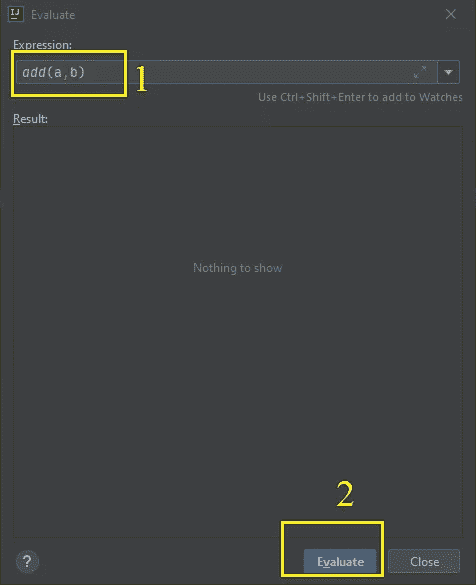 IJ Evaluate
Expression:
add(a,b) 1
Use Ctrl+Shift+Enter to add to Watches
Result:
Nothing to show
2
? Evaluate Close